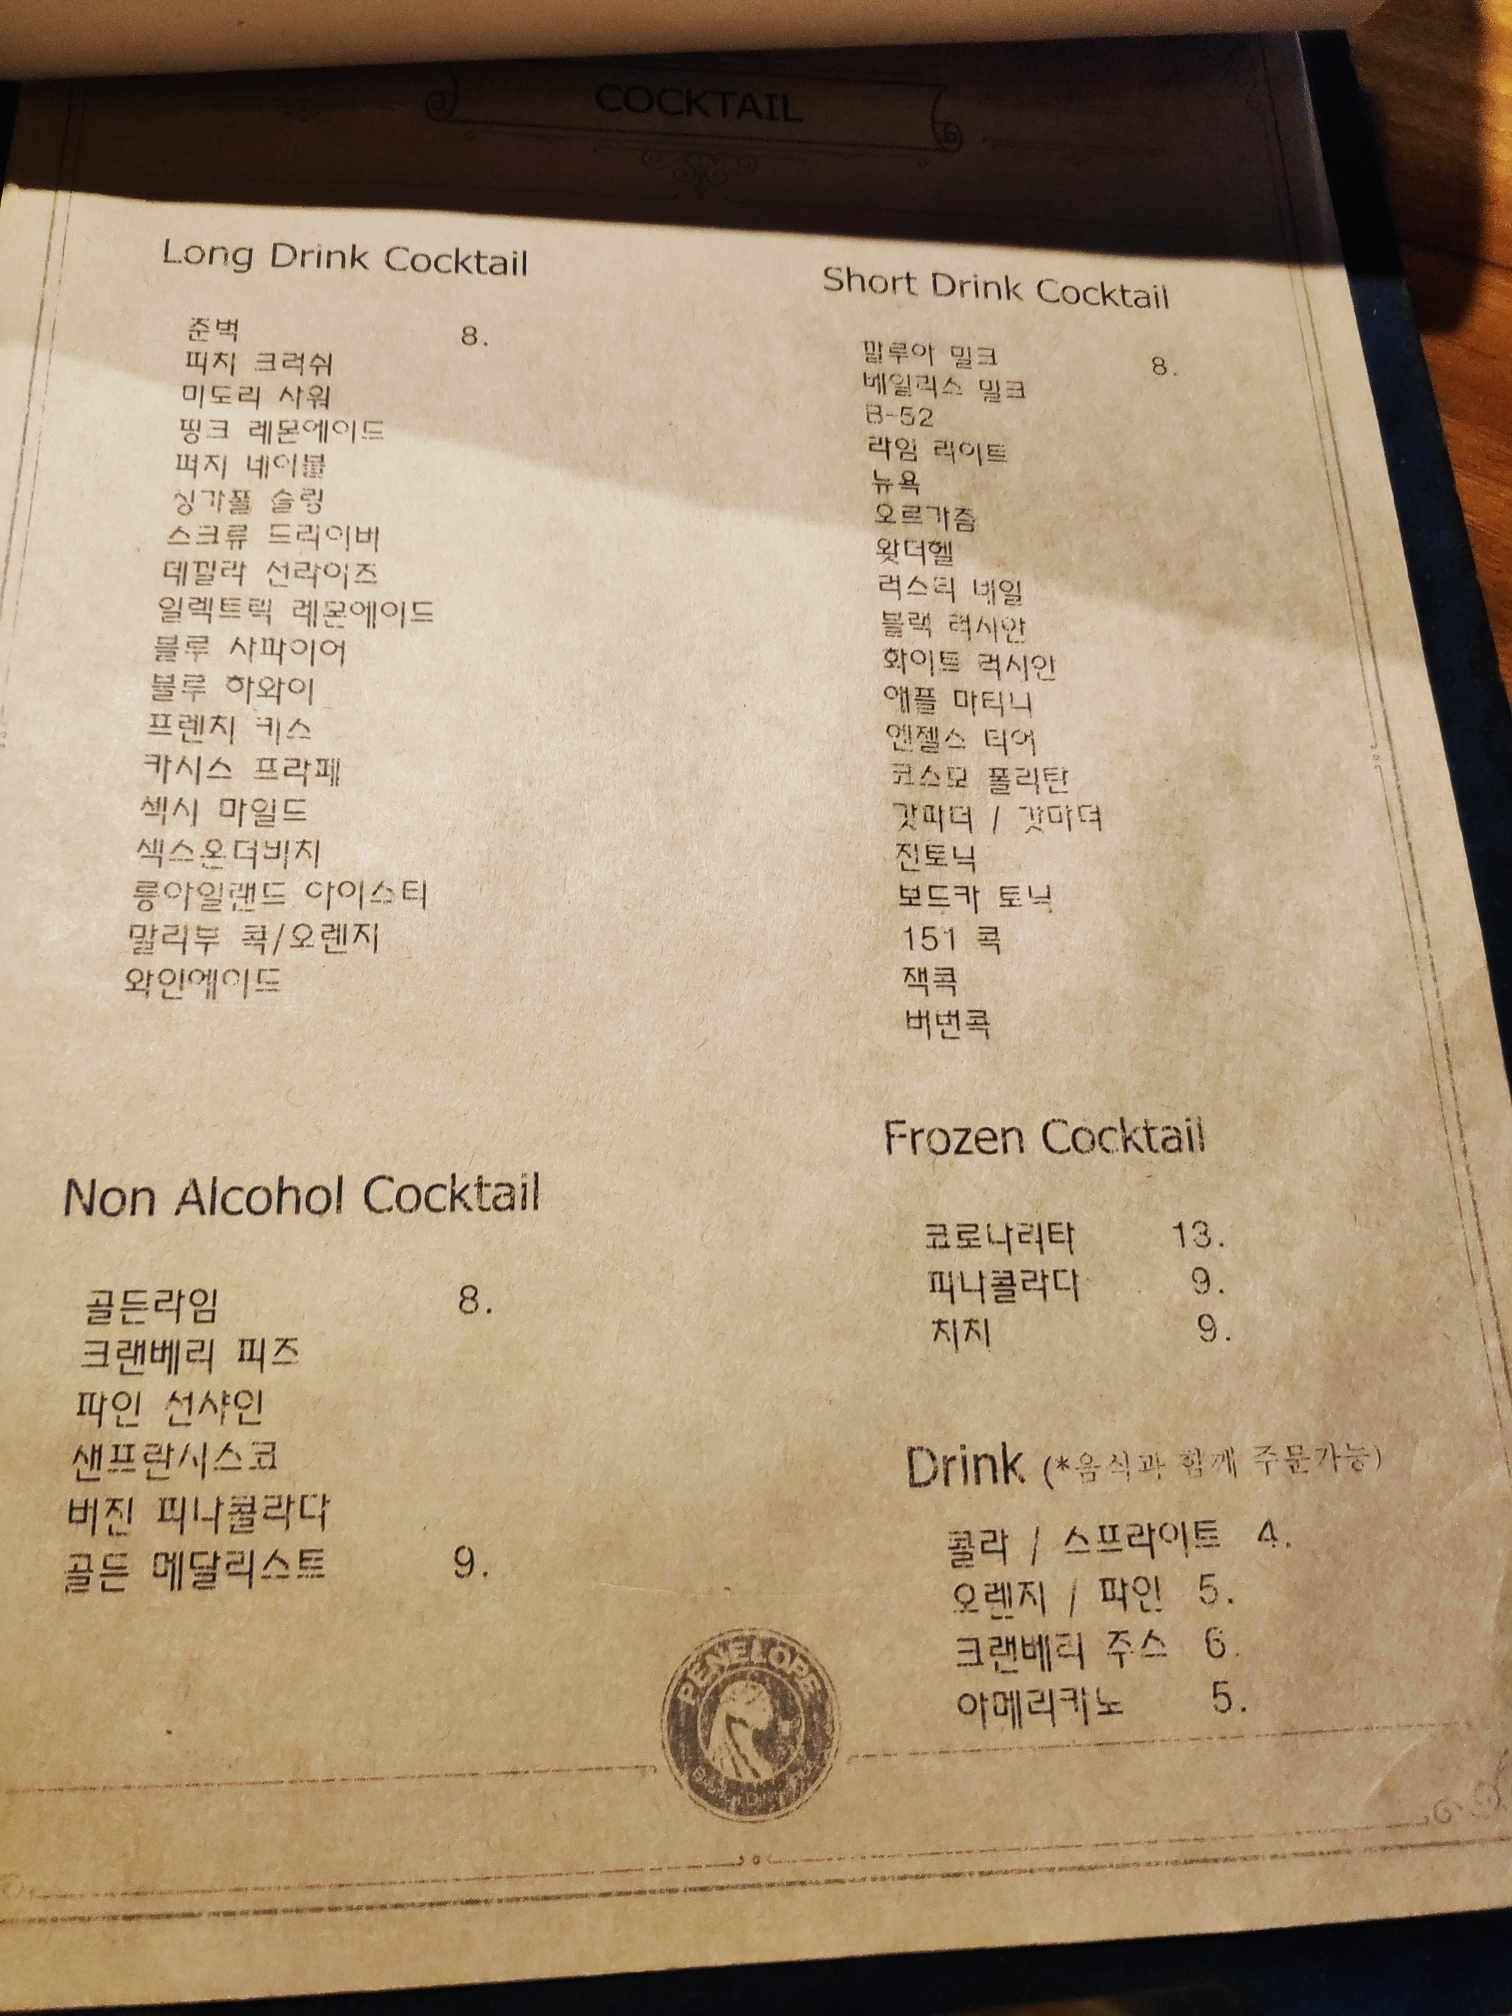 COCKTAIL
Long Drink Cocktail
준벅 8.
피치 크러쉬
미도리 사워
핑크 레몬에이드
퍼지 네이블
싱가폴 슬링
스크류 드라이버
데낄라 선라이즈
일렉트릭 레몬에이드
블루 사파이어
블루 하와이
프렌치 키스
카시스 프라페
섹시 마일드
섹스온더비치
롱아일랜드 아이스티
말리부 콕/오렌지
와인에이드
Short Drink Cocktail
깔루아 밀크 8.
베일리스 밀크
B-52
라임 라이트
뉴욕
오르가즘
왓더헬
러스티 네일
블랙 러시안
화이트 러시안
애플 마티니
엔젤스 티어
코스모 폴리탄
갓파더 / 갓마더
진토닉
보드카 토닉
151 콕
잭콕
버번콕
Non Alcohol Cocktail
골든라임 8.
크랜베리 피즈
파인 선샤인
샌프란시스코
버진 피나콜라다
골든 메달리스트 9.
Frozen Cocktail
코로나리타 13.
피나콜라다 9.
치치 9.
Drink (*음식과 함께 주문가능)
콜라 / 스프라이트 4.
오렌지 / 파인 5.
크랜베리 주스 6.
아메리카노 5.
PENELOPE